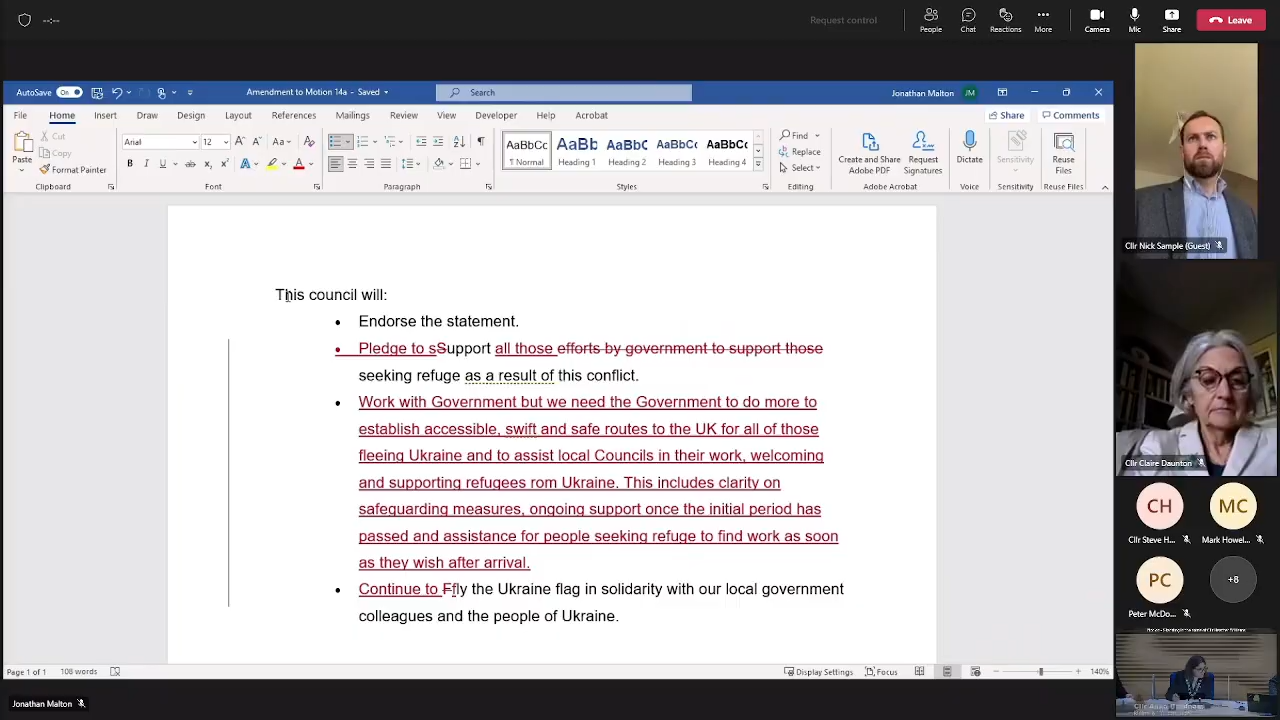 --:--
Request control
People
Chat
Reactions
More
Camera
Mic
Share
Leave
AutoSave On
Amendment to Motion 14a - Saved
Search
Jonathan Malton JM
File Home Insert Draw Design Layout References Mailings Review View Developer Help Acrobat
Share Comments
Paste
Cut
Copy
Format Painter
Clipboard
Arial 12
Font
Paragraph
AaBbCc AaBb AaBbCc AaBbC AaBbCc
¶ Normal Heading 1 Heading 2 Heading 3 Heading 4
Styles
Find
Replace
Select
Editing
Create and Share Adobe PDF
Request Signatures
Adobe Acrobat
Dictate
Voice
Sensitivity
Sensitivity
Reuse Files
Reuse Files
This council will:
• Endorse the statement.
• Pledge to sSupport all those efforts by government to support those
seeking refuge as a result of this conflict.
• Work with Government but we need the Government to do more to
establish accessible, swift and safe routes to the UK for all of those
fleeing Ukraine and to assist local Councils in their work, welcoming
and supporting refugees rom Ukraine. This includes clarity on
safeguarding measures, ongoing support once the initial period has
passed and assistance for people seeking refuge to find work as soon
as they wish after arrival.
• Continue to Ffly the Ukraine flag in solidarity with our local government
colleagues and the people of Ukraine.
Page 1 of 1 108 words
Display Settings Focus 140%
Jonathan Malton
Cllr Nick Sample (Guest)
Cllr Claire Daunton
CH
Cllr Steve H...
MC
Mark Howel...
PC
Peter McDo...
+8